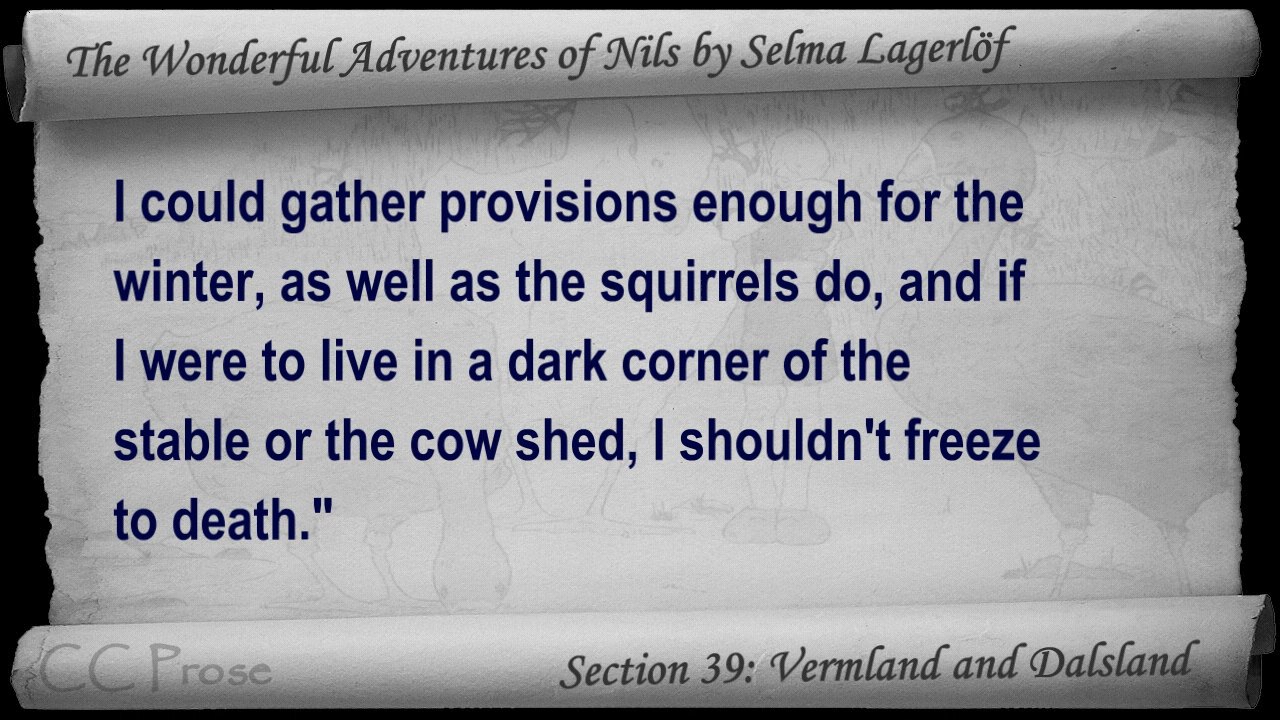 The Wonderful Adventures of Nils by Selma Lagerlöf
I could gather provisions enough for the
winter, as well as the squirrels do, and if
I were to live in a dark corner of the
stable or the cow shed, I shouldn't freeze
to death."
CC Prose
Section 39: Vermland and Dalsland